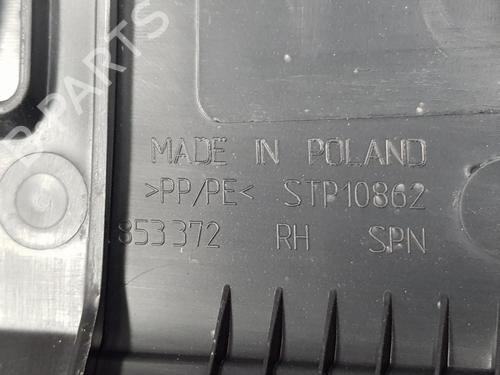 MADE IN POLAND
>PP/PE< STP10862
853372 RH SPN